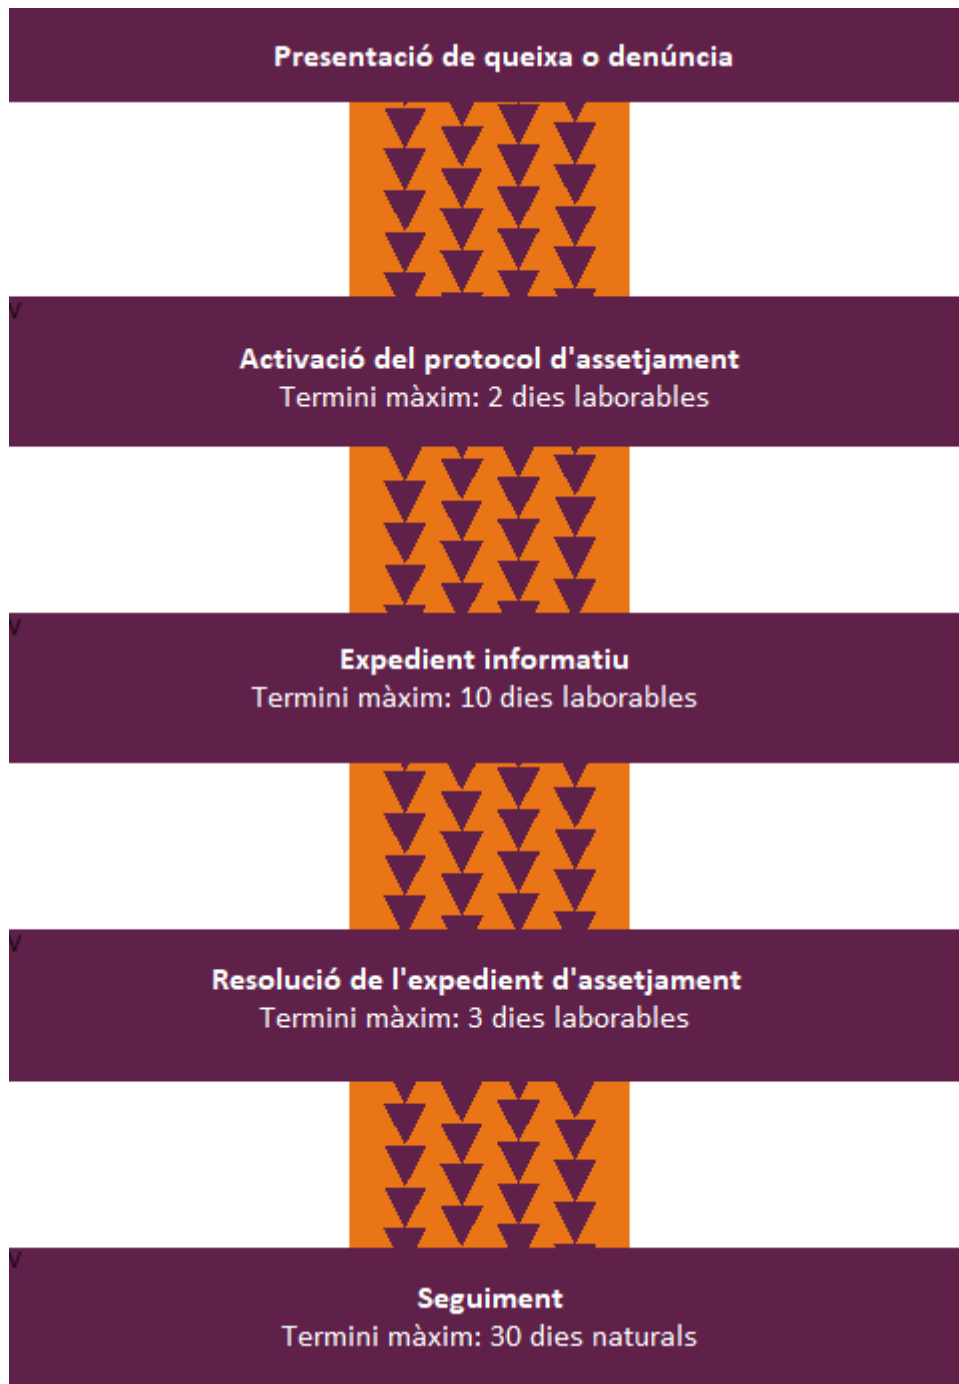 Presentació de queixa o denúncia
v
Activació del protocol d'assetjament
Termini màxim: 2 dies laborables
v
Expedient informatiu
Termini màxim: 10 dies laborables
v
Resolució de l'expedient d'assetjament
Termini màxim: 3 dies laborables
v
Seguiment
Termini màxim: 30 dies naturals